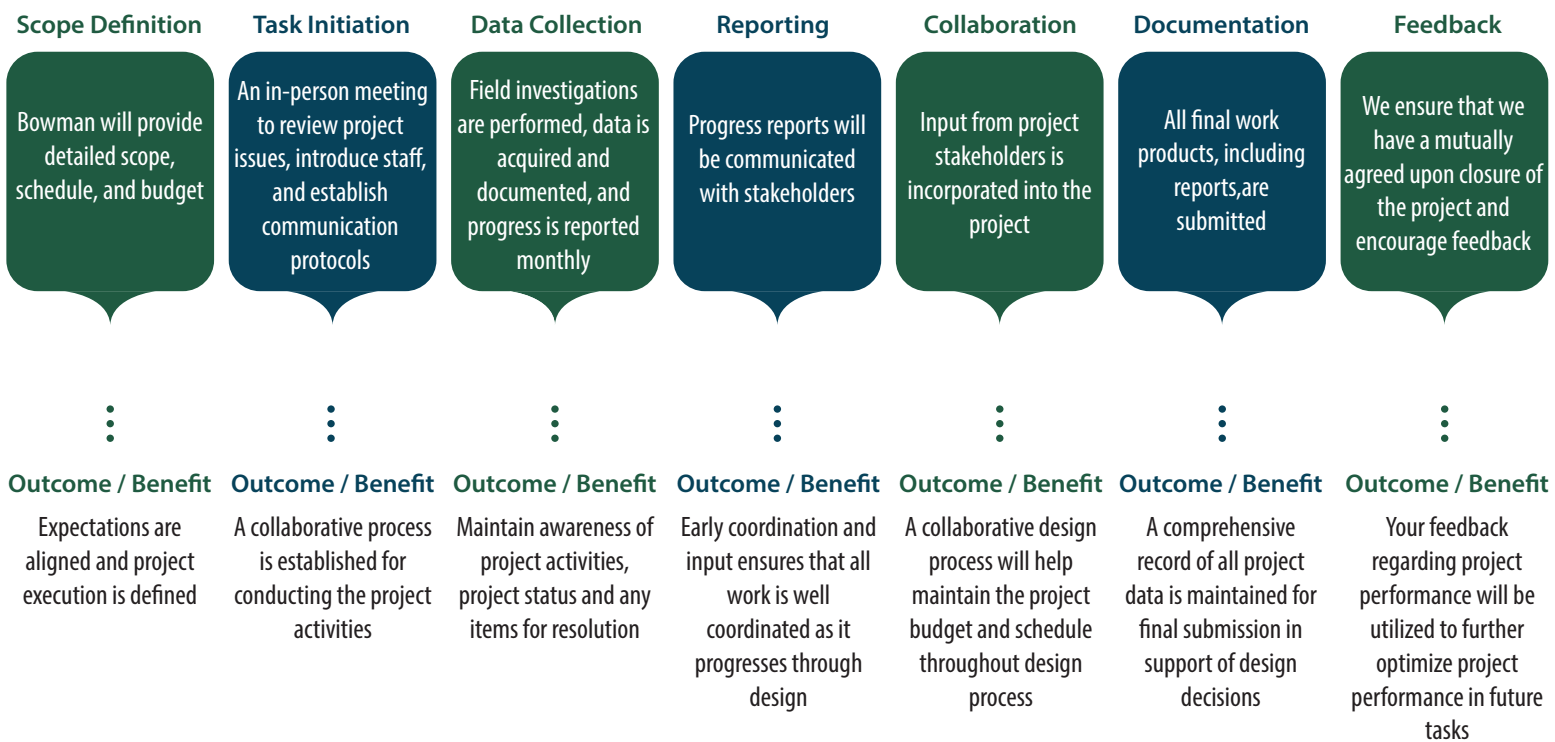 Scope Definition
Bowman will provide
detailed scope,
schedule, and budget
Outcome / Benefit
Expectations are
aligned and project
execution is defined
Task Initiation
An in-person meeting
to review project
issues, introduce staff,
and establish
communication
protocols
Outcome / Benefit
A collaborative process
is established for
conducting the project
activities
Data Collection
Field investigations
are performed, data is
acquired and
documented, and
progress is reported
monthly
Outcome / Benefit
Maintain awareness of
project activities,
project status and any
items for resolution
Reporting
Progress reports will
be communicated
with stakeholders
Outcome / Benefit
Early coordination and
input ensures that all
work is well
coordinated as it
progresses through
design
Collaboration
Input from project
stakeholders is
incorporated into the
project
Outcome / Benefit
A collaborative design
process will help
maintain the project
budget and schedule
throughout design
process
Documentation
All final work
products, including
reports,are
submitted
Outcome / Benefit
A comprehensive
record of all project
data is maintained for
final submission in
support of design
decisions
Feedback
We ensure that we
have a mutually
agreed upon closure of
the project and
encourage feedback
Outcome / Benefit
Your feedback
regarding project
performance will be
utilized to further
optimize project
performance in future
tasks